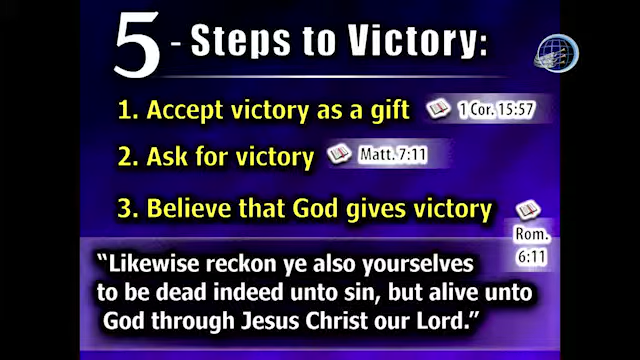 5 - Steps to Victory:
1. Accept victory as a gift 1 Cor. 15:57
2. Ask for victory Matt. 7:11
3. Believe that God gives victory
Rom.
6:11
“Likewise reckon ye also yourselves
to be dead indeed unto sin, but alive unto
God through Jesus Christ our Lord.”